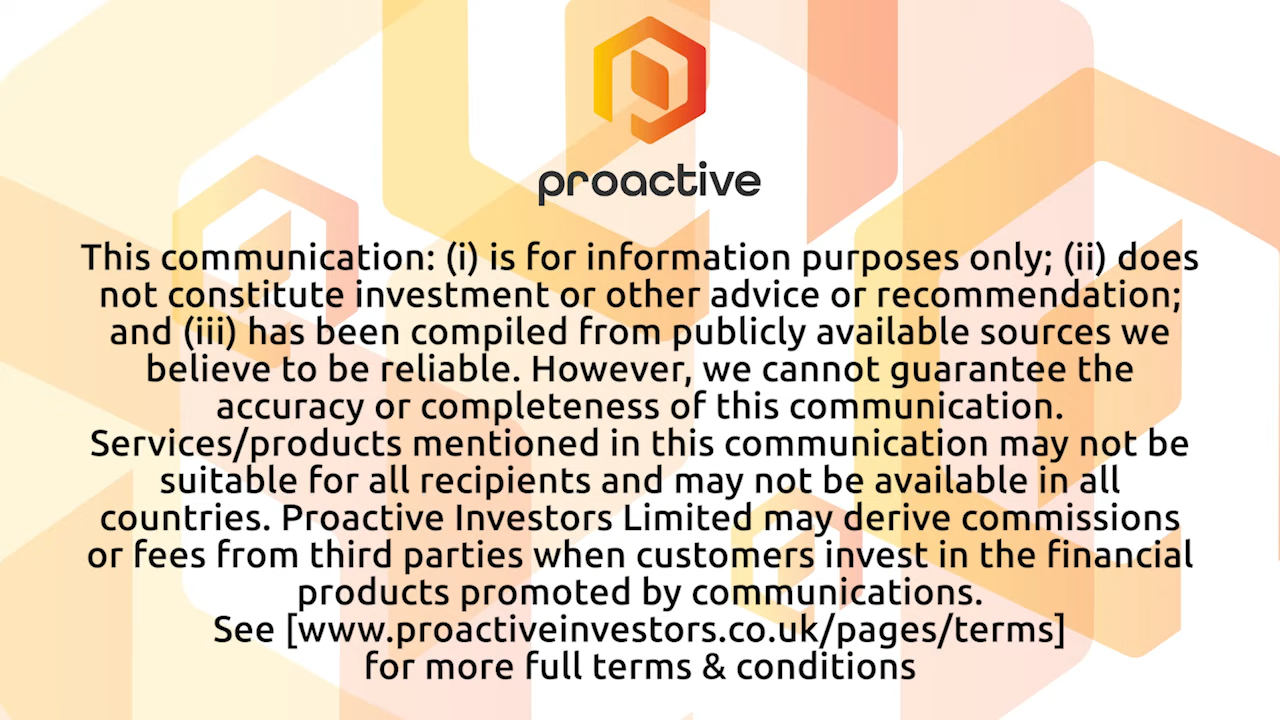 proactive
This communication: (i) is for information purposes only; (ii) does
not constitute investment or other advice or recommendation;
and (iii) has been compiled from publicly available sources we
believe to be reliable. However, we cannot guarantee the
accuracy or completeness of this communication.
Services/products mentioned in this communication may not be
suitable for all recipients and may not be available in all
countries. Proactive Investors Limited may derive commissions
or fees from third parties when customers invest in the financial
products promoted by communications.
See [www.proactiveinvestors.co.uk/pages/terms]
for more full terms & conditions